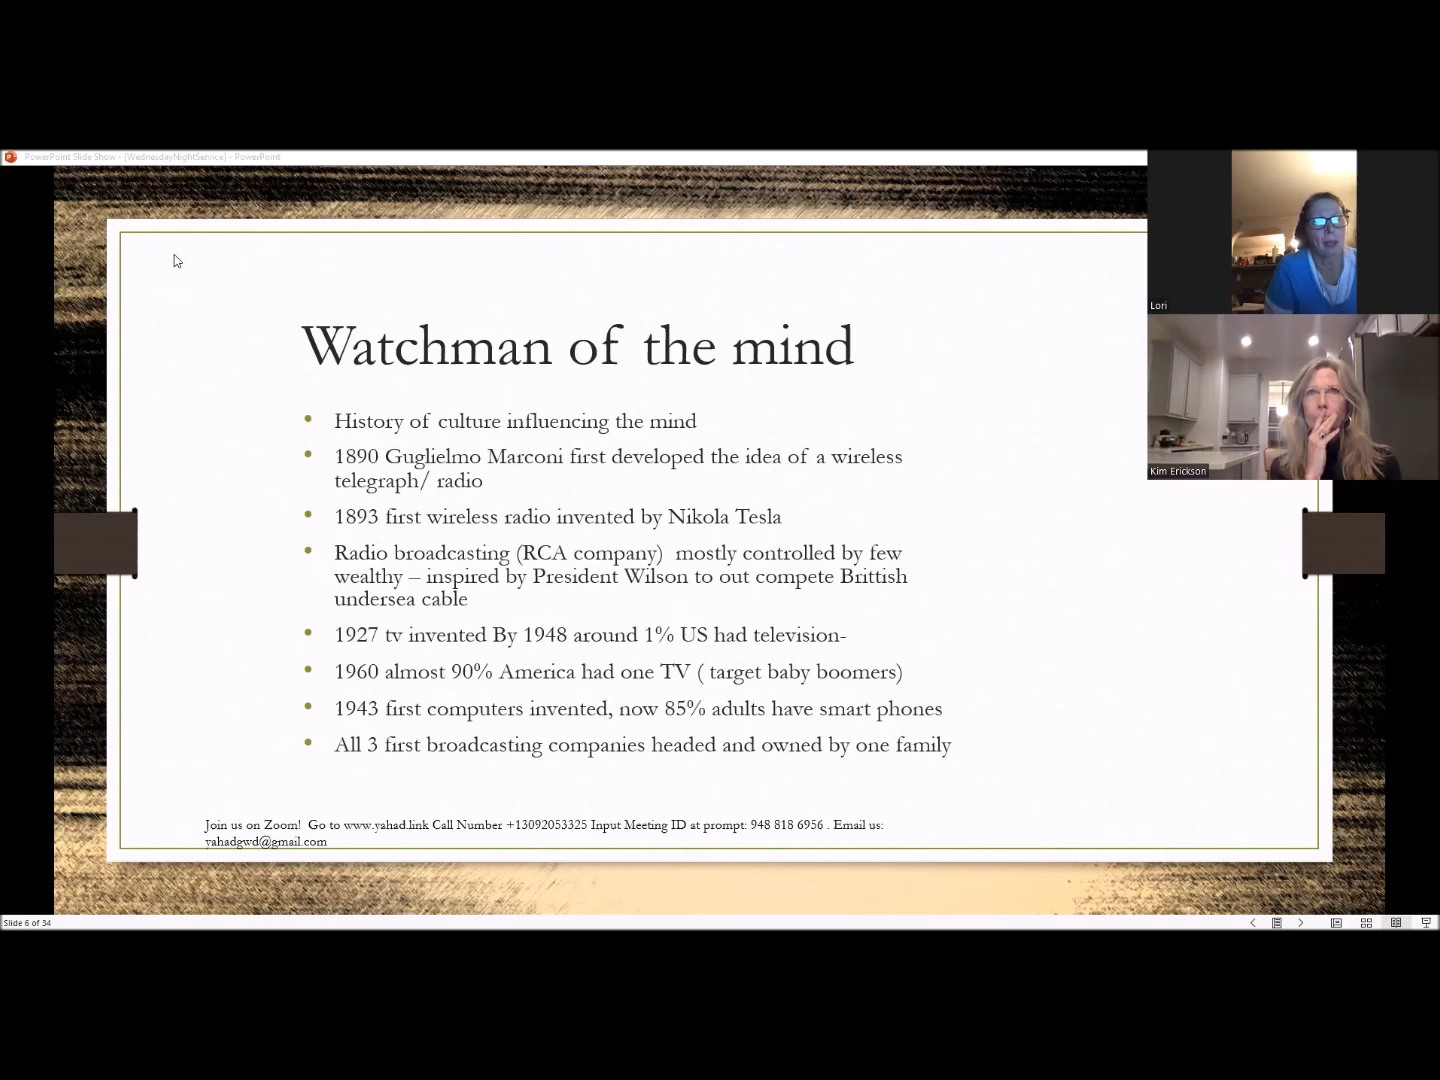 PowerPoint Slide Show - [WednesdayNightService] - PowerPoint
Lori
Kim Erickson
Watchman of the mind
• History of culture influencing the mind
• 1890 Guglielmo Marconi first developed the idea of a wireless
telegraph/ radio
• 1893 first wireless radio invented by Nikola Tesla
• Radio broadcasting (RCA company) mostly controlled by few
wealthy – inspired by President Wilson to out compete Brittish
undersea cable
• 1927 tv invented By 1948 around 1% US had television-
• 1960 almost 90% America had one TV ( target baby boomers)
• 1943 first computers invented, now 85% adults have smart phones
• All 3 first broadcasting companies headed and owned by one family
Join us on Zoom! Go to www.yahad.link Call Number +13092053325 Input Meeting ID at prompt: 948 818 6956 . Email us:
yahadgwd@gmail.com
Slide 6 of 34